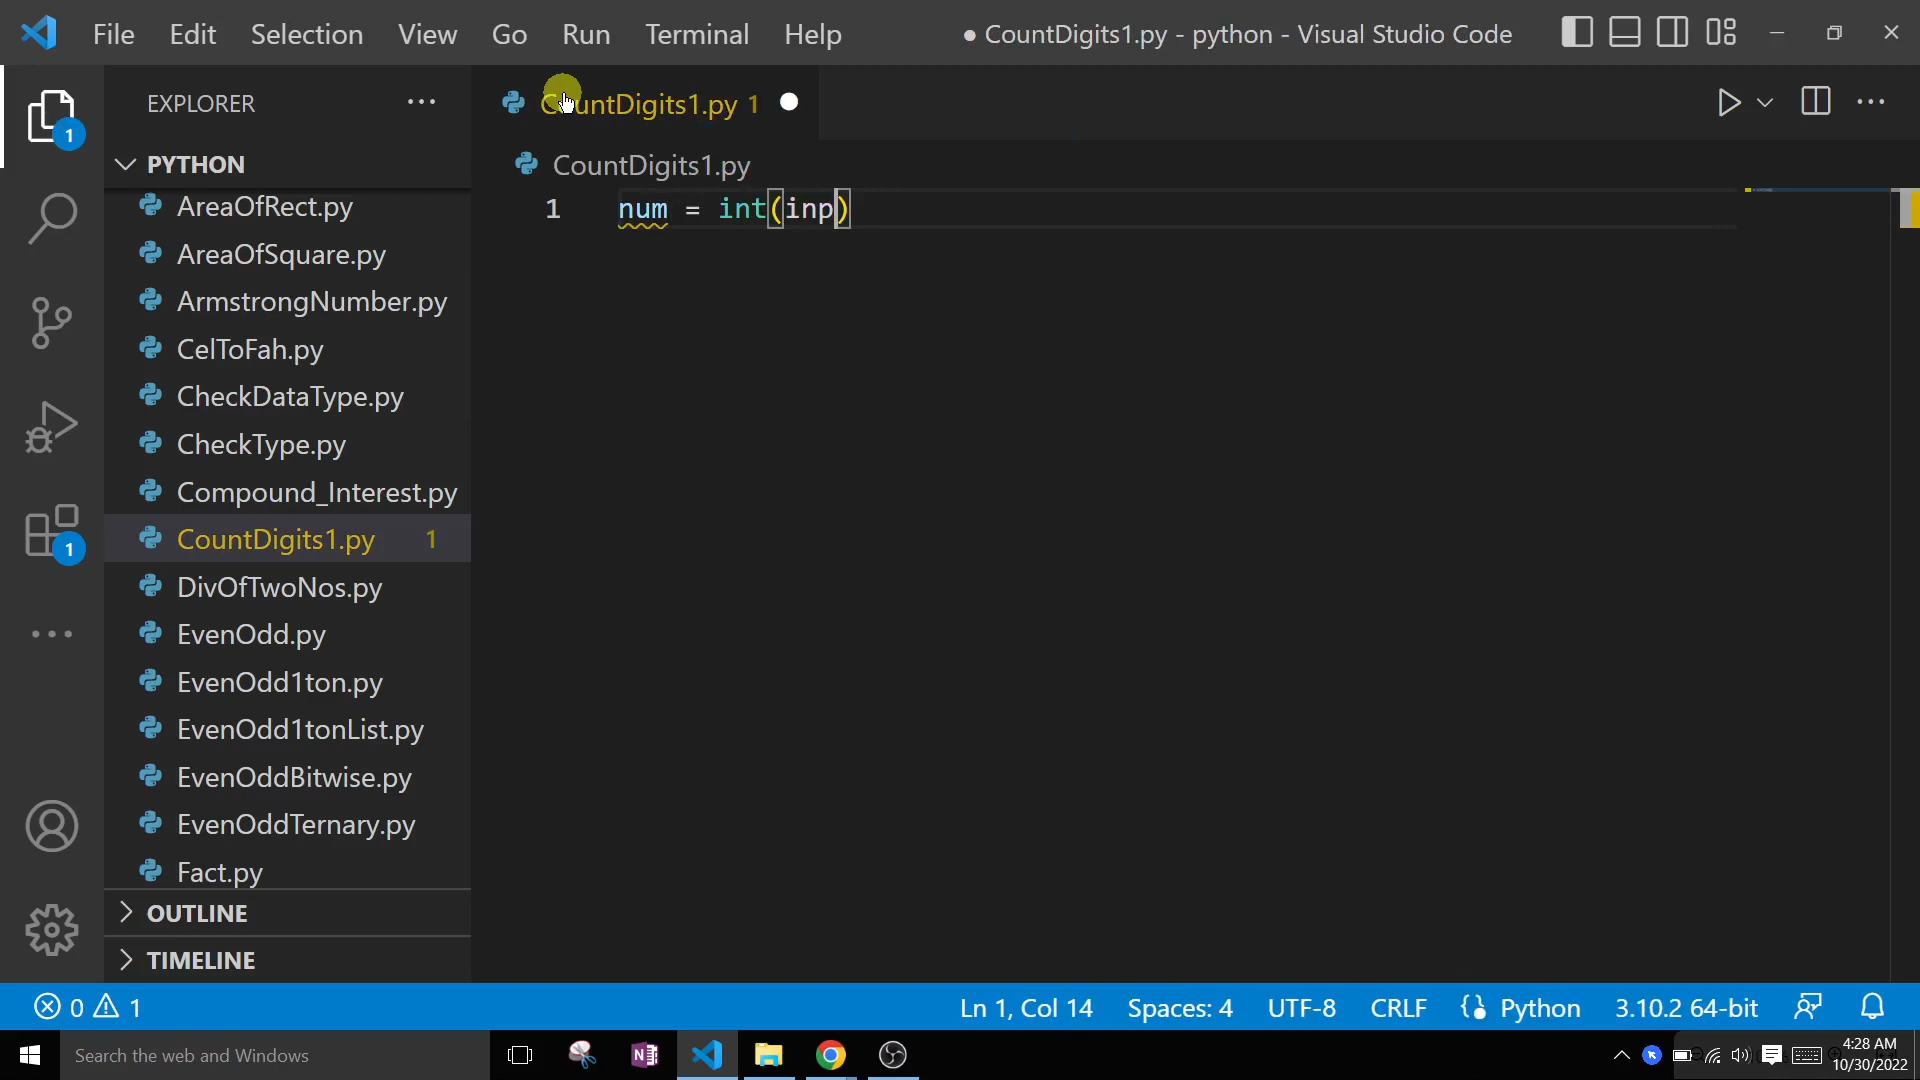 File Edit Selection View Go Run Terminal Help ● CountDigits1.py - python - Visual Studio Code
EXPLORER
CountDigits1.py 1
PYTHON
CountDigits1.py
AreaOfRect.py
AreaOfSquare.py
ArmstrongNumber.py
CelToFah.py
CheckDataType.py
CheckType.py
Compound_Interest.py
CountDigits1.py 1
DivOfTwoNos.py
EvenOdd.py
EvenOdd1ton.py
EvenOdd1tonList.py
EvenOddBitwise.py
EvenOddTernary.py
Fact.py
1 num = int(inp)
OUTLINE
TIMELINE
1
1
0 1 Ln 1, Col 14 Spaces: 4 UTF-8 CRLF Python 3.10.2 64-bit
Search the web and Windows
4:28 AM
10/30/2022